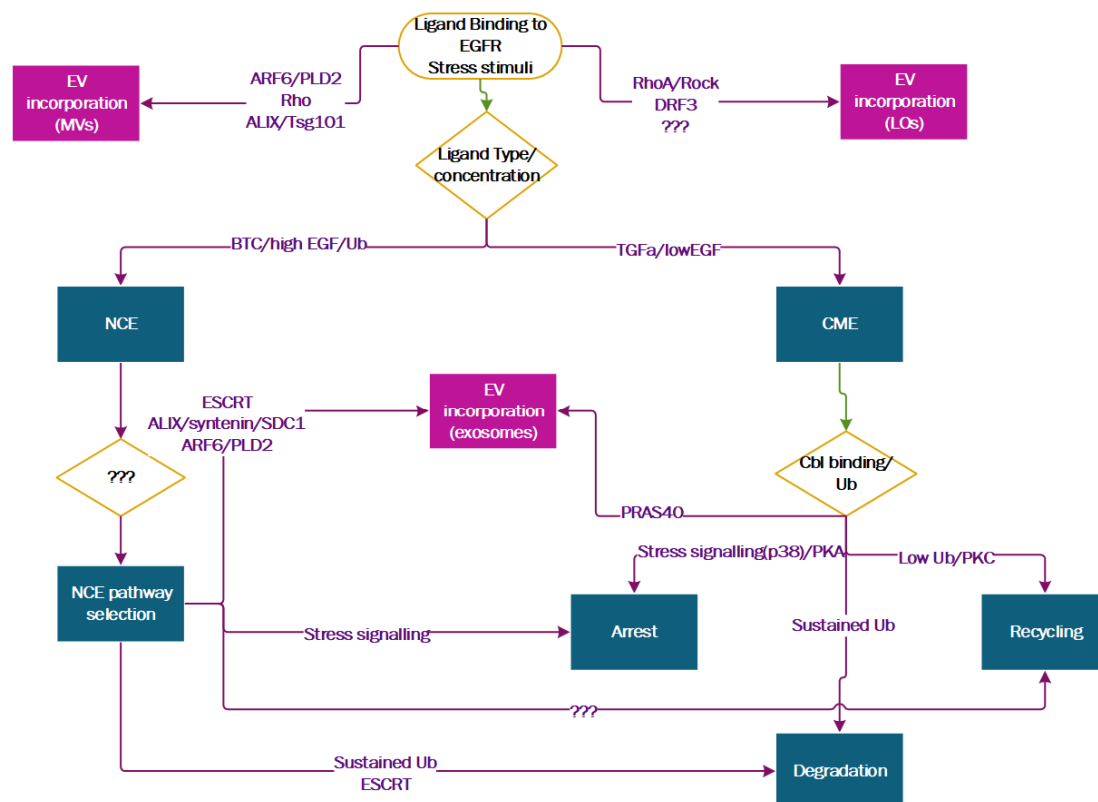 Ligand Binding to
EGFR
Stress stimuli
EV
incorporation
(MVs)
ARF6/PLD2
Rho
ALIX/Tsg101
RhoA/Rock
DRF3
???
EV
incorporation
(LOs)
Ligand Type/
concentration
BTC/high EGF/Ub
TGFa/lowEGF
NCE
CME
ESCRT
ALIX/syntenin/SDC1
ARF6/PLD2
EV
incorporation
(exosomes)
???
Cbl binding/
Ub
PRAS40
Stress signalling(p38)/PKA
Low Ub/PKC
NCE pathway
selection
Stress signalling
Arrest
Sustained Ub
Recycling
???
Sustained Ub
ESCRT
Degradation